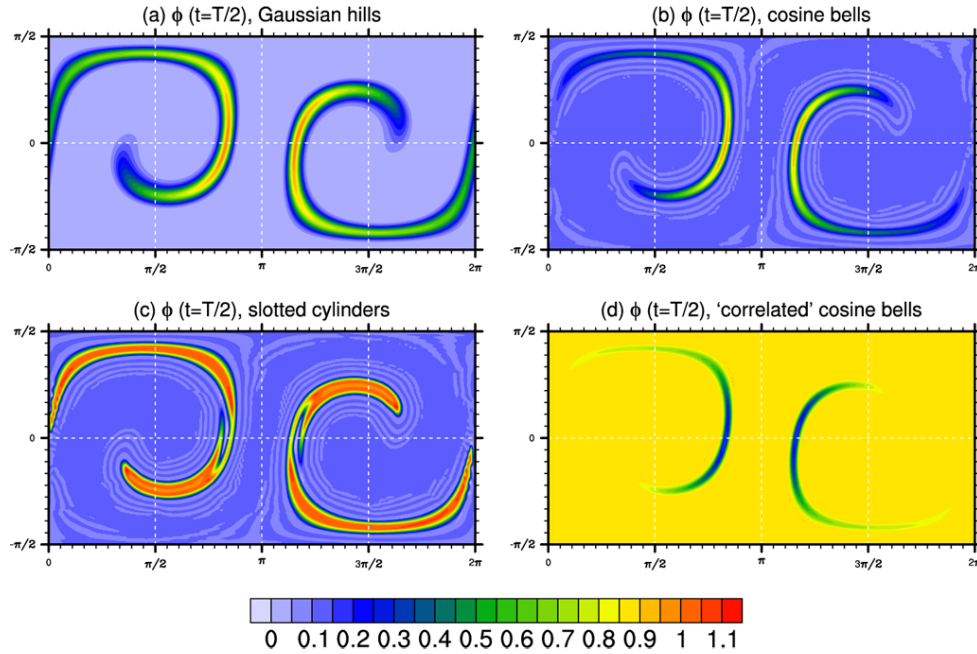 (a) ϕ (t=T/2), Gaussian hills
(b) ϕ (t=T/2), cosine bells
π/2
0
-π/2
0 π/2 π 3π/2 2π
π/2
0
-π/2
0 π/2 π 3π/2 2π
(c) ϕ (t=T/2), slotted cylinders
(d) ϕ (t=T/2), ‘correlated’ cosine bells
π/2
0
-π/2
0 π/2 π 3π/2 2π
π/2
0
-π/2
0 π/2 π 3π/2 2π
0 0.1 0.2 0.3 0.4 0.5 0.6 0.7 0.8 0.9 1 1.1